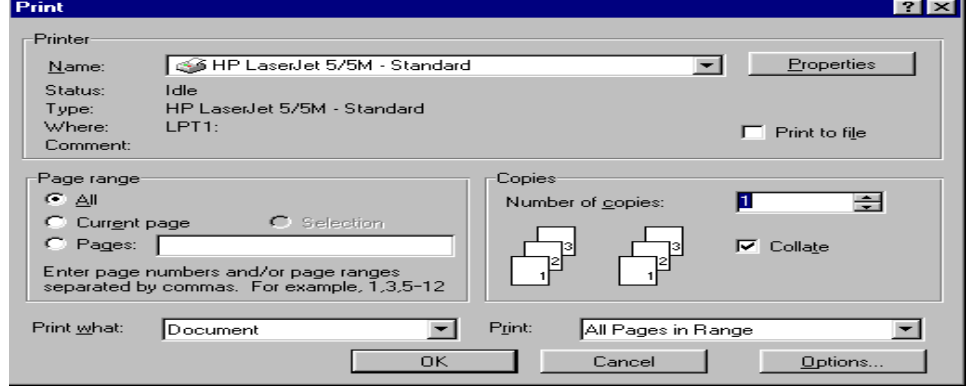 Print
Printer
Name: HP LaserJet 5/5M - Standard Properties
Status: Idle
Type: HP LaserJet 5/5M - Standard
Where: LPT1:
Print to file
Comment:
Page range
All
Current page Selection
Pages:
Enter page numbers and/or page ranges
separated by commas. For example, 1,3,5-12
Copies
Number of copies: 1
1 2 3 1 2 3
Collate
Print what: Document Print: All Pages in Range
OK Cancel Options...